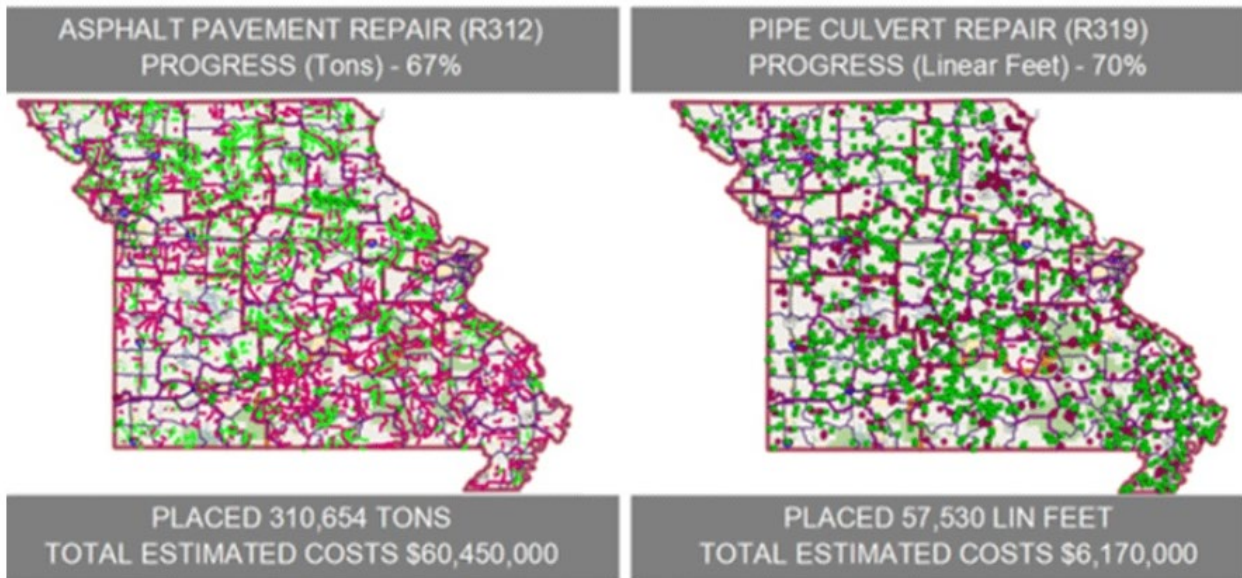 ASPHALT PAVEMENT REPAIR (R312)
PROGRESS (Tons) - 67%
PIPE CULVERT REPAIR (R319)
PROGRESS (Linear Feet) - 70%
PLACED 310,654 TONS
TOTAL ESTIMATED COSTS $60,450,000
PLACED 57,530 LIN FEET
TOTAL ESTIMATED COSTS $6,170,000